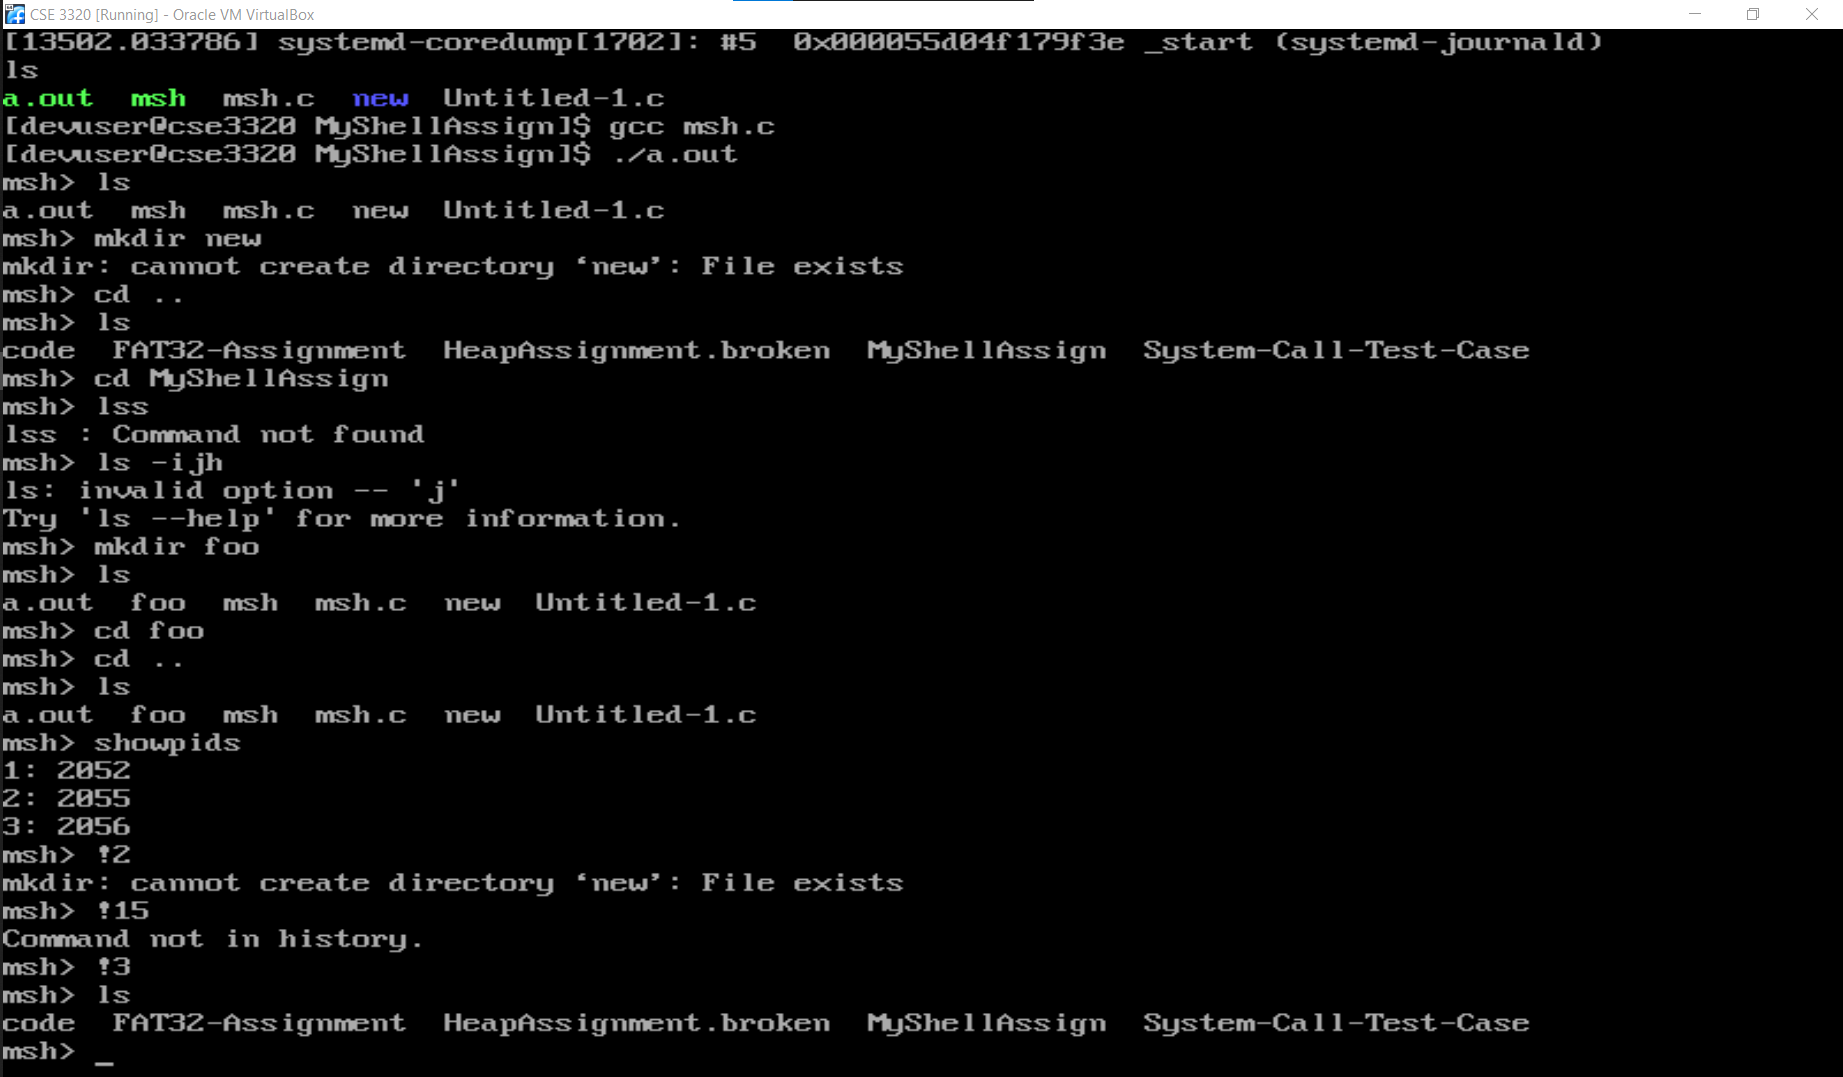 CSE 3320 [Running] - Oracle VM VirtualBox
[13502.033786] systemd-coredump[1702]: #5  0x000055d04f179f3e _start (systemd-journald)
ls
a.out  msh  msh.c  new  Untitled-1.c
[devuser@cse3320 MyShellAssign]$ gcc msh.c
[devuser@cse3320 MyShellAssign]$ ./a.out
msh> ls
a.out  msh  msh.c  new  Untitled-1.c
msh> mkdir new
mkdir: cannot create directory ‘new’: File exists
msh> cd ..
msh> ls
code  FAT32-Assignment  HeapAssignment.broken  MyShellAssign  System-Call-Test-Case
msh> cd MyShellAssign
msh> lss
lss : Command not found
msh> ls -ijh
ls: invalid option -- 'j'
Try 'ls --help' for more information.
msh> mkdir foo
msh> ls
a.out  foo  msh  msh.c  new  Untitled-1.c
msh> cd foo
msh> cd ..
msh> ls
a.out  foo  msh  msh.c  new  Untitled-1.c
msh> showpids
1: 2052
2: 2055
3: 2056
msh> !2
mkdir: cannot create directory ‘new’: File exists
msh> !15
Command not in history.
msh> !3
msh> ls
code  FAT32-Assignment  HeapAssignment.broken  MyShellAssign  System-Call-Test-Case
msh> _